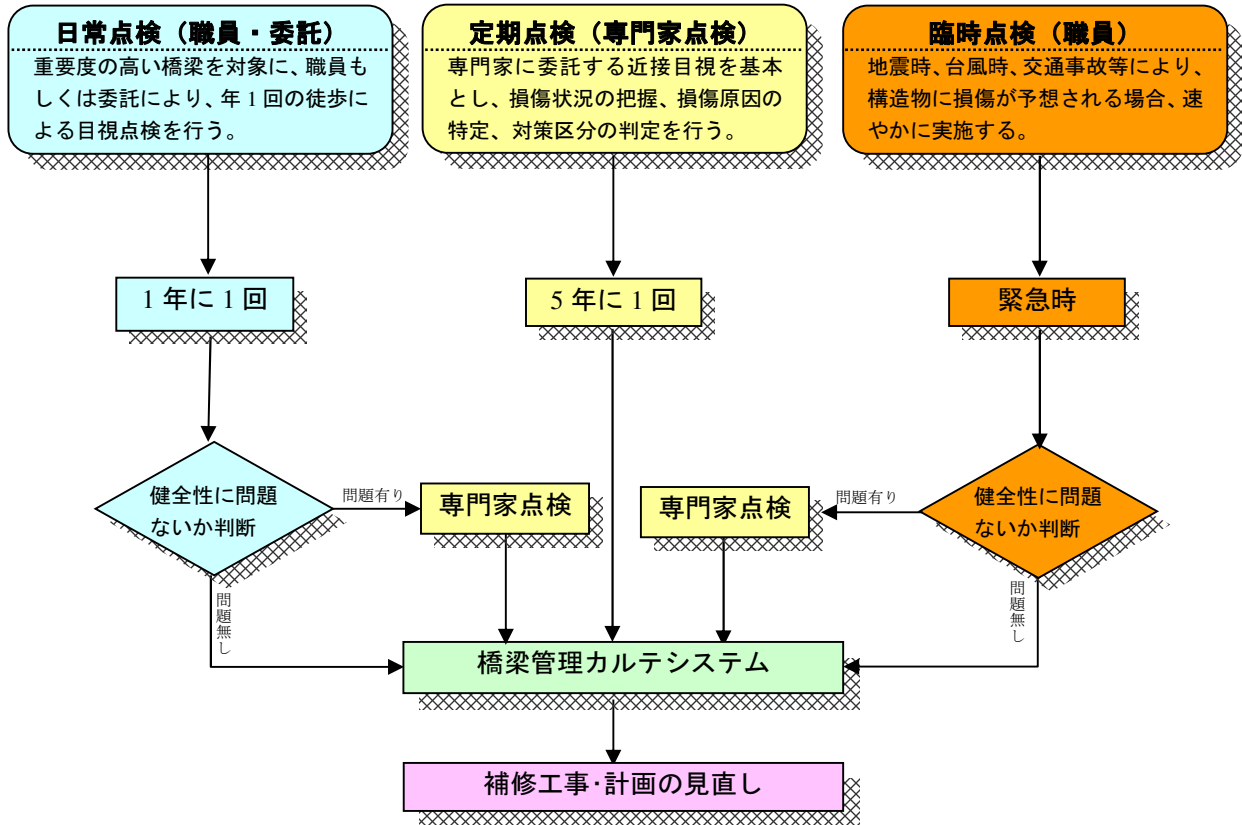 日常点検（職員・委託）
重要度の高い橋梁を対象に、職員も
しくは委託により、年１回の徒歩に
よる目視点検を行う。
定期点検（専門家点検）
専門家に委託する近接目視を基本
とし、損傷状況の把握、損傷原因の
特定、対策区分の判定を行う。
臨時点検（職員）
地震時、台風時、交通事故等により、
構造物に損傷が予想される場合、速
やかに実施する。
1 年に 1 回
5 年に 1 回
緊急時
健全性に問題
ないか判断
問題有り
専門家点検
専門家点検
問題有り
健全性に問題
ないか判断
問題無し
問題無し
橋梁管理カルテシステム
補修工事･計画の見直し